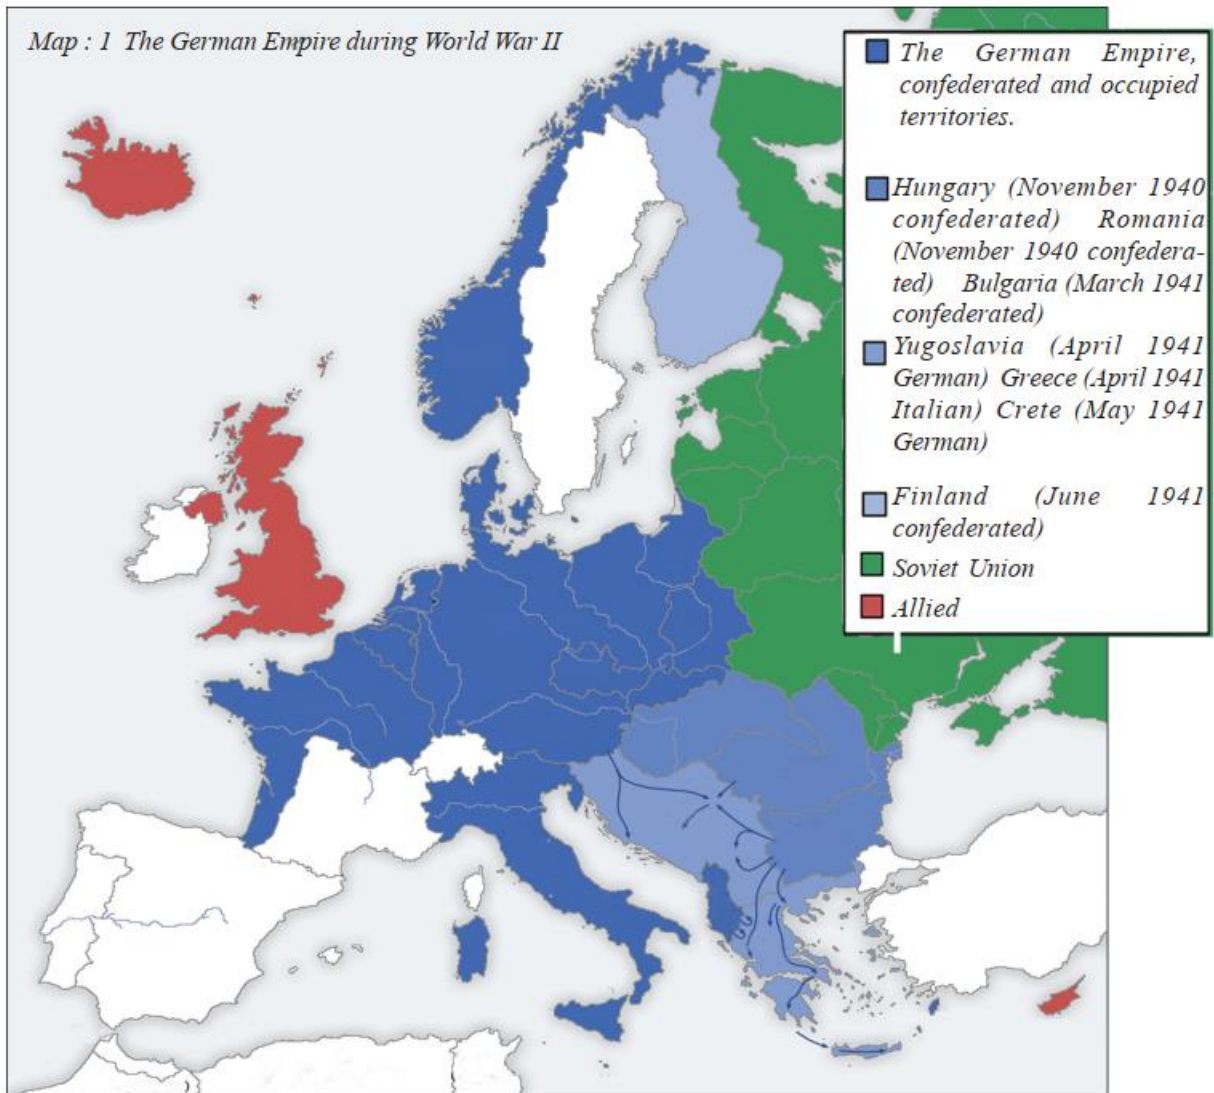 Map : 1 The German Empire during World War II
The German Empire,
confederated and occupied
territories.
Hungary (November 1940
confederated) Romania
(November 1940 confedera-
ted) Bulgaria (March 1941
confederated)
Yugoslavia (April 1941
German) Greece (April 1941
Italian) Crete (May 1941
German)
Finland (June 1941
confederated)
Soviet Union
Allied